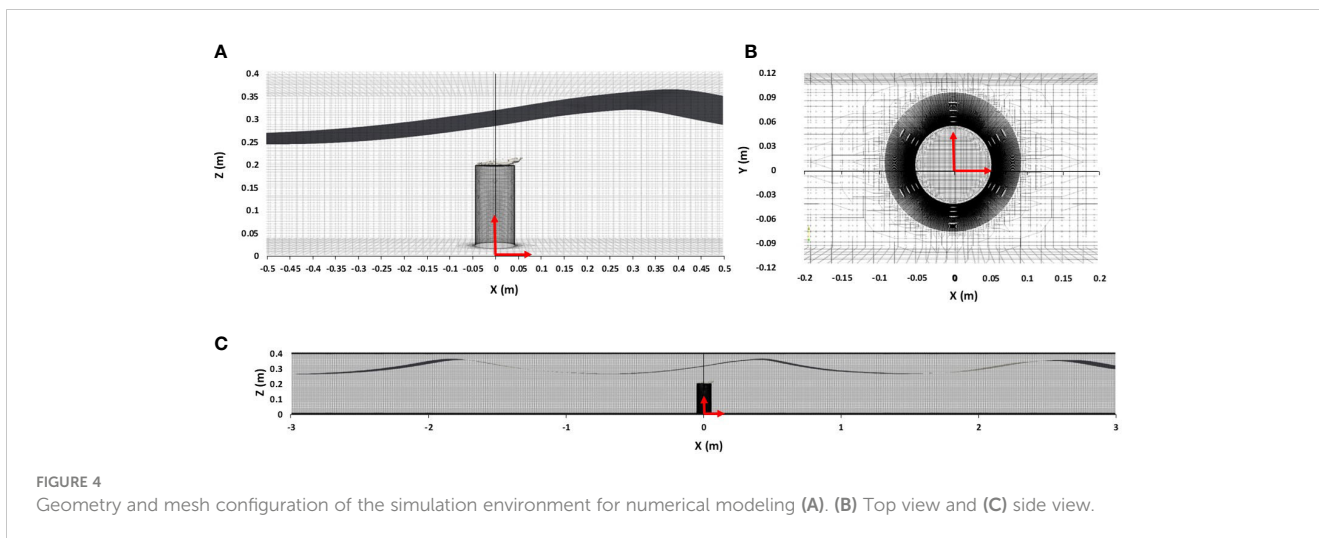 A
0.4
0.35
0.3
0.25
0.2
0.15
0.1
0.05
0
Z (m)
-0.5 -0.45 -0.4 -0.35 -0.3 -0.25 -0.2 -0.15 -0.1 -0.05 0 0.05 0.1 0.15 0.2 0.25 0.3 0.35 0.4 0.45 0.5
X (m)
B
0.12
0.09
0.06
0.03
0
-0.03
-0.06
-0.09
-0.12
Y (m)
-0.2 -0.15 -0.1 -0.05 0 0.05 0.1 0.15 0.2
X (m)
C
0.4
0.3
0.2
0.1
0
Z (m)
-3 -2 -1 0 1 2 3
X (m)
FIGURE 4
Geometry and mesh configuration of the simulation environment for numerical modeling (A). (B) Top view and (C) side view.